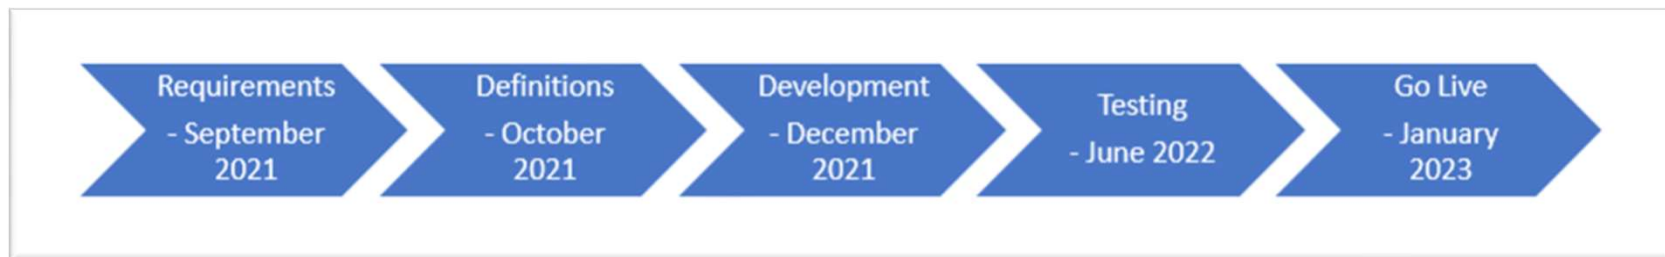 Requirements
- September
2021
Definitions
- October
2021
Development
- December
2021
Testing
- June 2022
Go Live
- January
2023